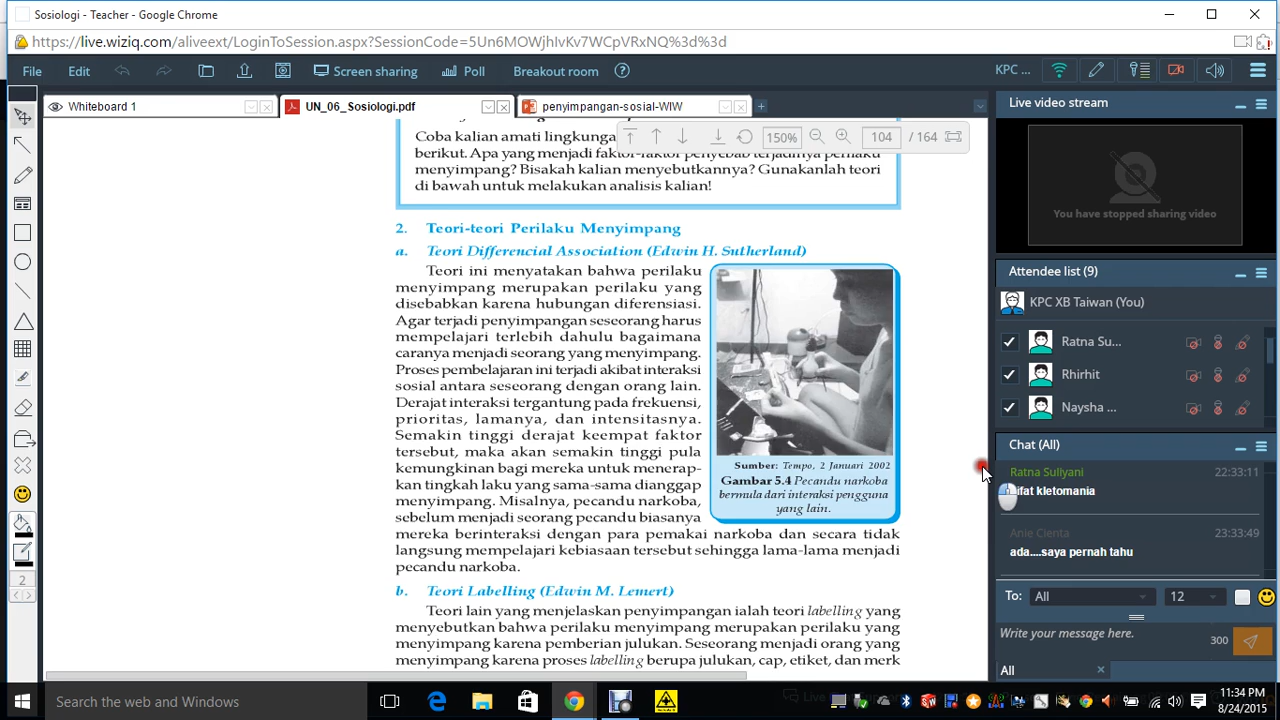 Sosiologi - Teacher - Google Chrome
https://live.wiziq.com/aliveext/LoginToSession.aspx?SessionCode=5Un6MOWjhIvKv7WCpVRxNQ%3d%3d
File Edit Screen sharing Poll Breakout room ? KPC ...
Whiteboard 1 UN_06_Sosiologi.pdf penyimpangan-sosial-WIW
150% 104 / 164
Coba kalian amati lingkunga
berikut. Apa yang menjadi faktor-faktor penyebab terjadinya perilaku
menyimpang? Bisakah kalian menyebutkannya? Gunakanlah teori
di bawah untuk melakukan analisis kalian!
2. Teori-teori Perilaku Menyimpang
a. Teori Differencial Association (Edwin H. Sutherland)
Teori ini menyatakan bahwa perilaku
menyimpang merupakan perilaku yang
disebabkan karena hubungan diferensiasi.
Agar terjadi penyimpangan seseorang harus
mempelajari terlebih dahulu bagaimana
caranya menjadi seorang yang menyimpang.
Proses pembelajaran ini terjadi akibat interaksi
sosial antara seseorang dengan orang lain.
Derajat interaksi tergantung pada frekuensi,
prioritas, lamanya, dan intensitasnya.
Semakin tinggi derajat keempat faktor
tersebut, maka akan semakin tinggi pula
kemungkinan bagi mereka untuk menerap-
kan tingkah laku yang sama-sama dianggap
menyimpang. Misalnya, pecandu narkoba,
sebelum menjadi seorang pecandu biasanya
mereka berinteraksi dengan para pemakai narkoba dan secara tidak
langsung mempelajari kebiasaan tersebut sehingga lama-lama menjadi
pecandu narkoba.
Sumber: Tempo, 2 Januari 2002
Gambar 5.4 Pecandu narkoba
bermula dari interaksi pengguna
yang lain.
b. Teori Labelling (Edwin M. Lemert)
Teori lain yang menjelaskan penyimpangan ialah teori labelling yang
menyebutkan bahwa perilaku menyimpang merupakan perilaku yang
menyimpang karena pemberian julukan. Seseorang menjadi orang yang
menyimpang karena proses labelling berupa julukan, cap, etiket, dan merk
2
Live video stream
You have stopped sharing video
Attendee list (9)
KPC XB Taiwan (You)
Ratna Su...
Rhirhit
Naysha ...
Chat (All)
Ratna Suliyani 22:33:11
ifat kletomania
Anie Cienta 23:33:49
ada....saya pernah tahu
To: All 12
Write your message here. 300
All
Search the web and Windows
11:34 PM
8/24/2015